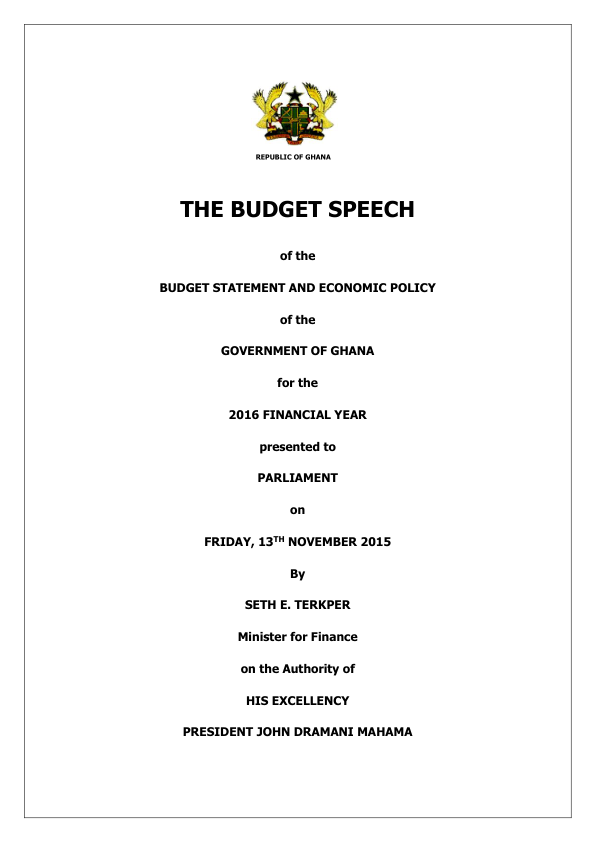 REPUBLIC OF GHANA
THE BUDGET SPEECH
of the
BUDGET STATEMENT AND ECONOMIC POLICY
of the
GOVERNMENT OF GHANA
for the
2016 FINANCIAL YEAR
presented to
PARLIAMENT
on
FRIDAY, 13TH NOVEMBER 2015
By
SETH E. TERKPER
Minister for Finance
on the Authority of
HIS EXCELLENCY
PRESIDENT JOHN DRAMANI MAHAMA